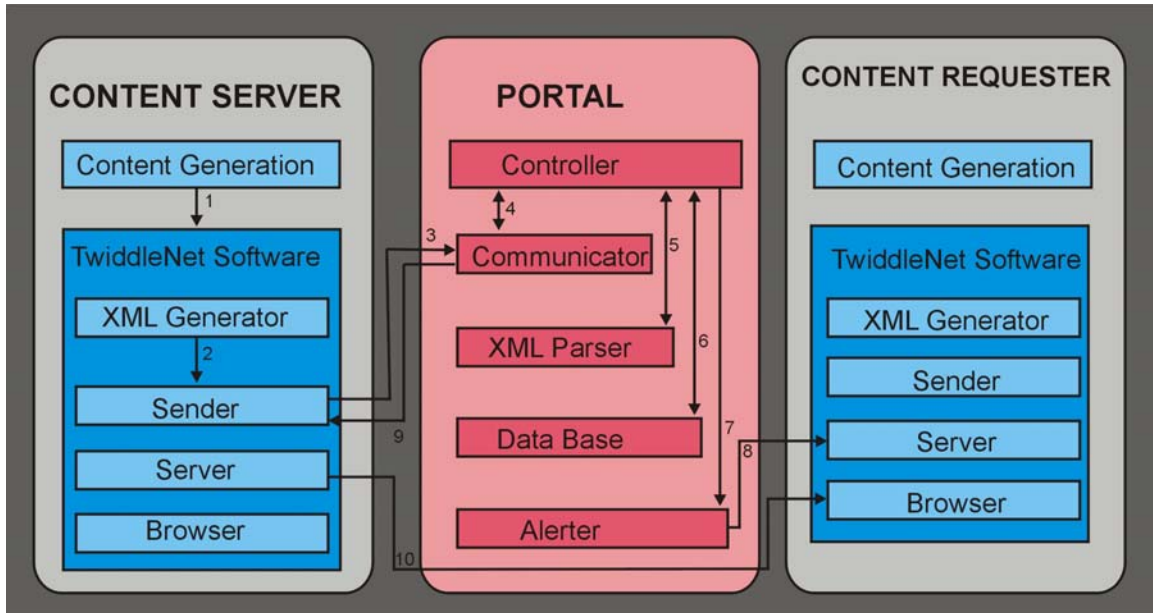 CONTENT SERVER
Content Generation
1
TwiddleNet Software
XML Generator
2
Sender
Server
Browser
3
9
10
PORTAL
Controller
4
Communicator
5
XML Parser
6
Data Base
7
8
Alerter
CONTENT REQUESTER
Content Generation
TwiddleNet Software
XML Generator
Sender
Server
Browser